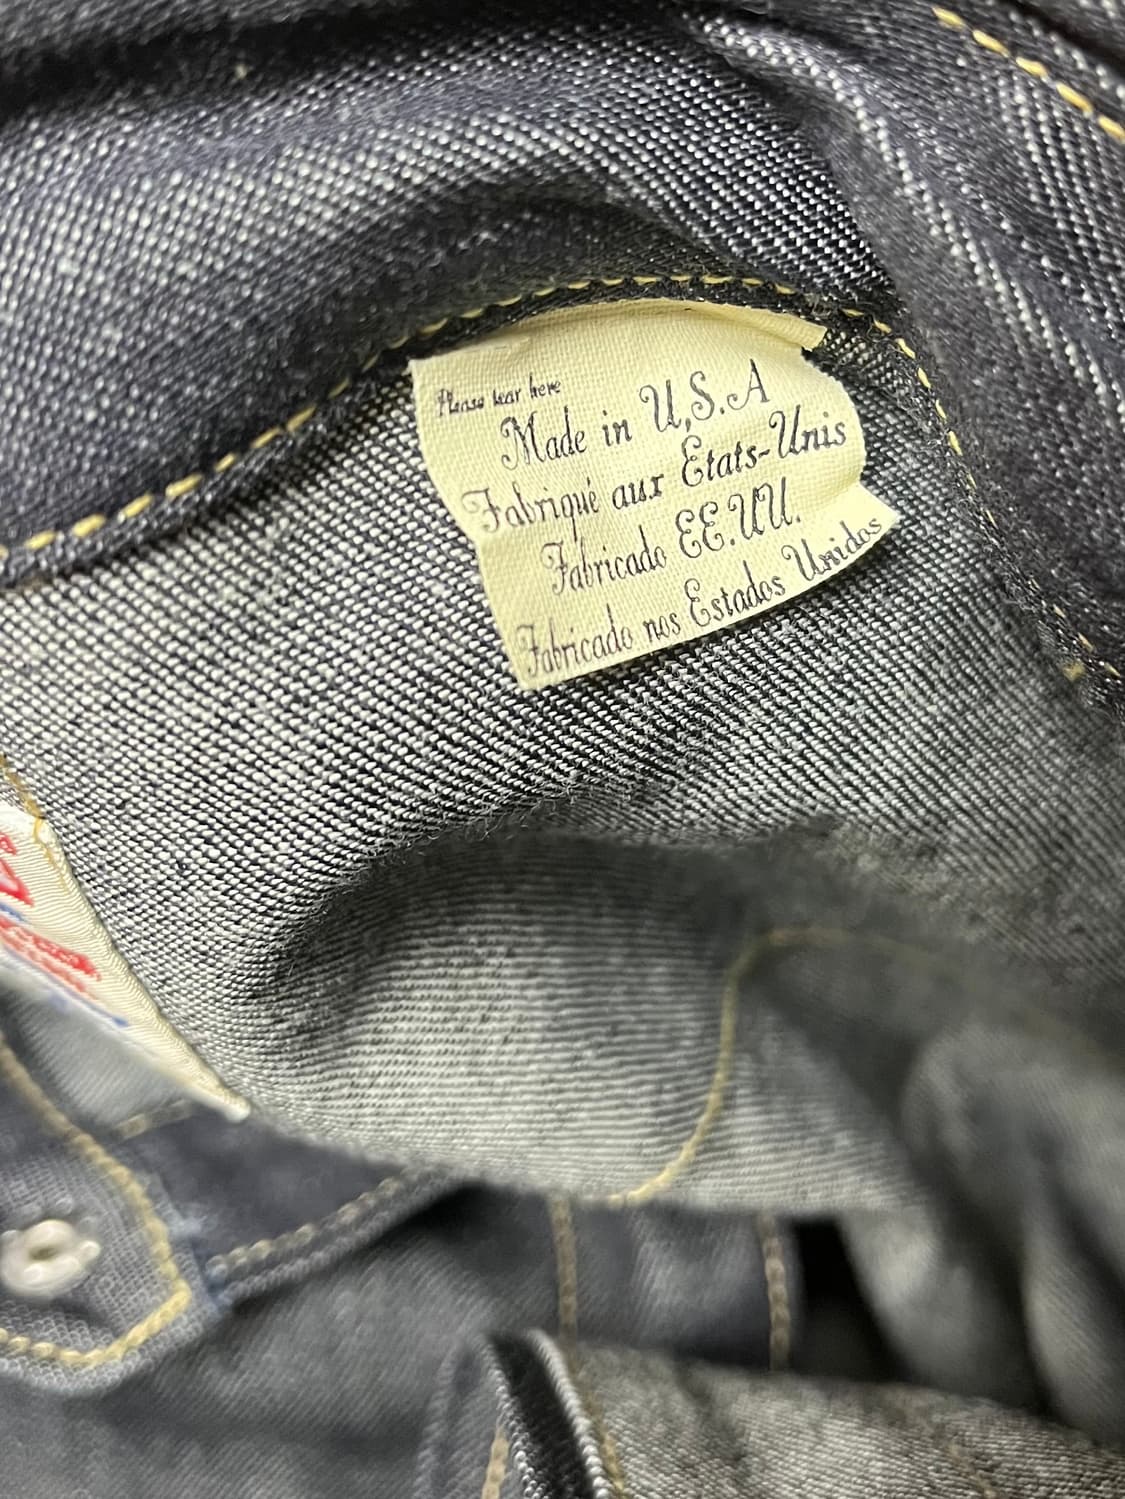 Please tear here
Made in U.S.A
Fabriqué aux Etats-Unis
Fabricado EE.UU.
Fabricado nos Estados Unidos